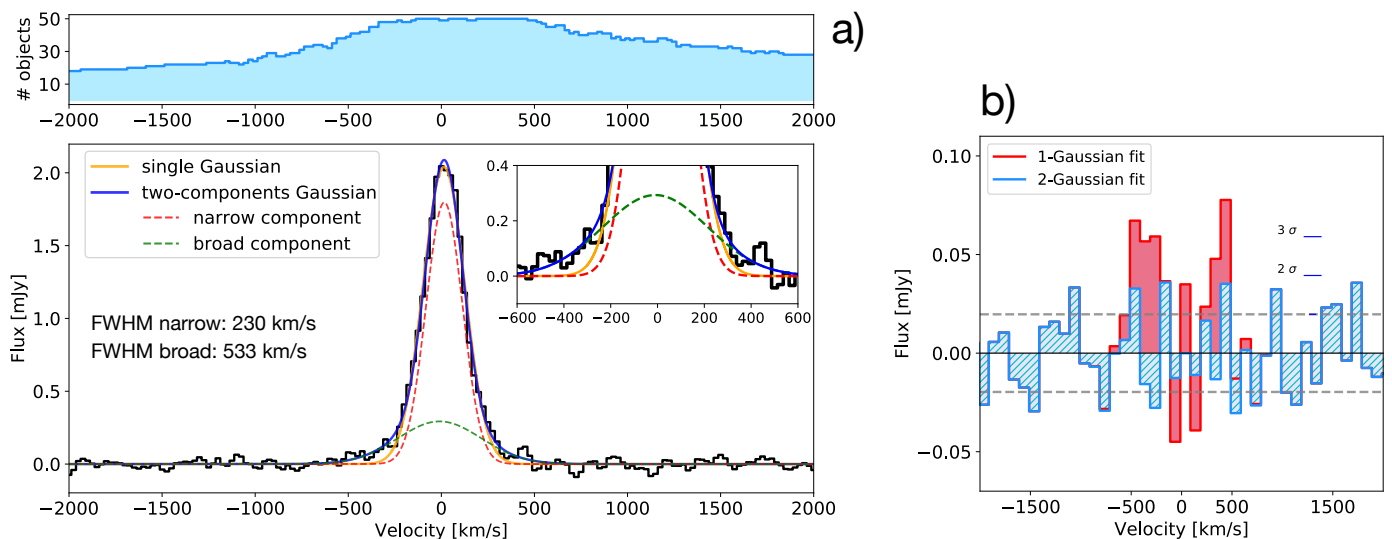 a)
# objects
50
30
10
−2000 −1500 −1000 −500 0 500 1000 1500 2000
single Gaussian
two-components Gaussian
narrow component
broad component
FWHM narrow: 230 km/s
FWHM broad: 533 km/s
Flux [mJy]
2.0
1.5
1.0
0.5
0.0
0.4
0.2
0.0
−600 −400 −200 0 200 400 600
−2000 −1500 −1000 −500 0 500 1000 1500 2000
Velocity [km/s]
b)
1-Gaussian fit
2-Gaussian fit
3 σ
2 σ
Flux [mJy]
0.10
0.05
0.00
−0.05
−1500 −500 0 500 1500
Velocity [km/s]